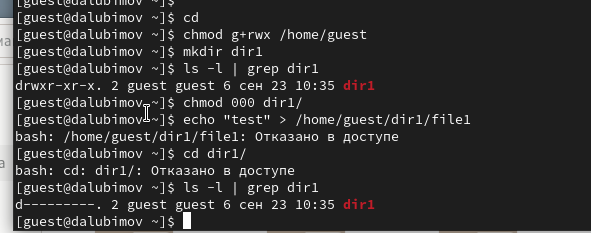 [guest@dalubimov ~]$
[guest@dalubimov ~]$ cd
[guest@dalubimov ~]$ chmod g+rwx /home/guest
[guest@dalubimov ~]$ mkdir dir1
[guest@dalubimov ~]$ ls -l | grep dir1
drwxr-xr-x. 2 guest guest 6 сен 23 10:35 dir1
[guest@dalubimov ~]$ chmod 000 dir1/
[guest@dalubimov ~]$ echo "test" > /home/guest/dir1/file1
bash: /home/guest/dir1/file1: Отказано в доступе
[guest@dalubimov ~]$ cd dir1/
bash: cd: dir1/: Отказано в доступе
[guest@dalubimov ~]$ ls -l | grep dir1
d---------. 2 guest guest 6 сен 23 10:35 dir1
[guest@dalubimov ~]$